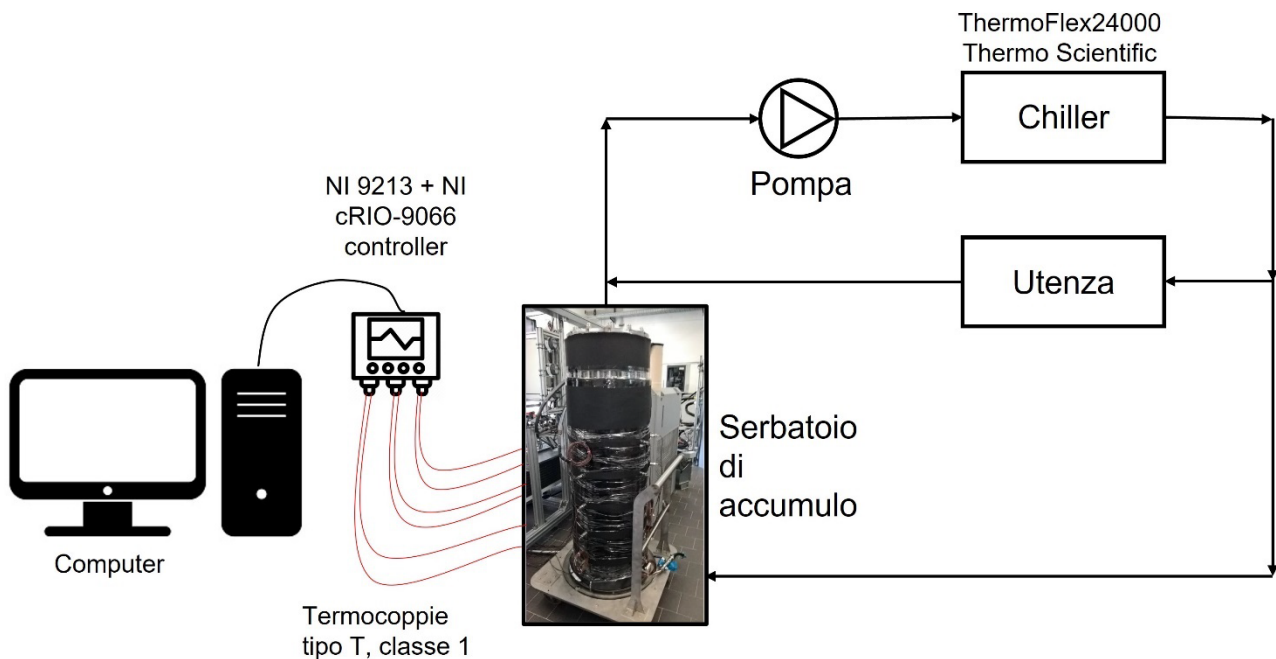 ThermoFlex24000
Thermo Scientific
Chiller
Pompa
NI 9213 + NI
cRIO-9066
controller
Utenza
Serbatoio
di
accumulo
Computer
Termocoppie
tipo T, classe 1